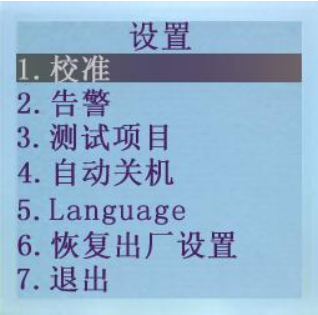 设置
1.校准
2.告警
3.测试项目
4.自动关机
5.Language
6.恢复出厂设置
7.退出